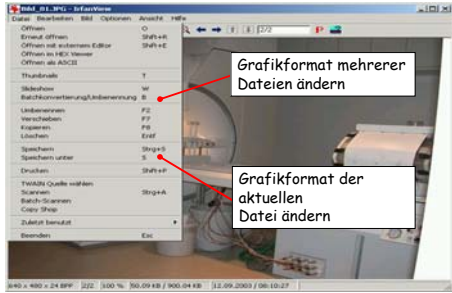 Bild_01.JPG - IrfanView
Datei Bearbeiten Bild Optionen Ansicht Hilfe
2/2
Öffnen O
Erneut öffnen Shift+R
Öffnen mit externem Editor Shift+E
Öffnen im HEX Viewer
Öffnen als ASCII
Thumbnails T
Slideshow W
Batchkonvertierung/Umbenennung B
Umbenennen F2
Verschieben F7
Kopieren F8
Löschen Entf
Speichern Strg+S
Speichern unter S
Drucken Shift+P
TWAIN Quelle wählen
Scannen Strg+A
Batch-Scannen
Copy Shop
Zuletzt benutzt
Beenden Esc
Grafikformat mehrerer
Dateien ändern
Grafikformat der
aktuellen
Datei ändern
640 x 480 x 24 BPP 2/2 100 % 50.09 KB / 900.04 KB 12.09.2003 / 08:10:27